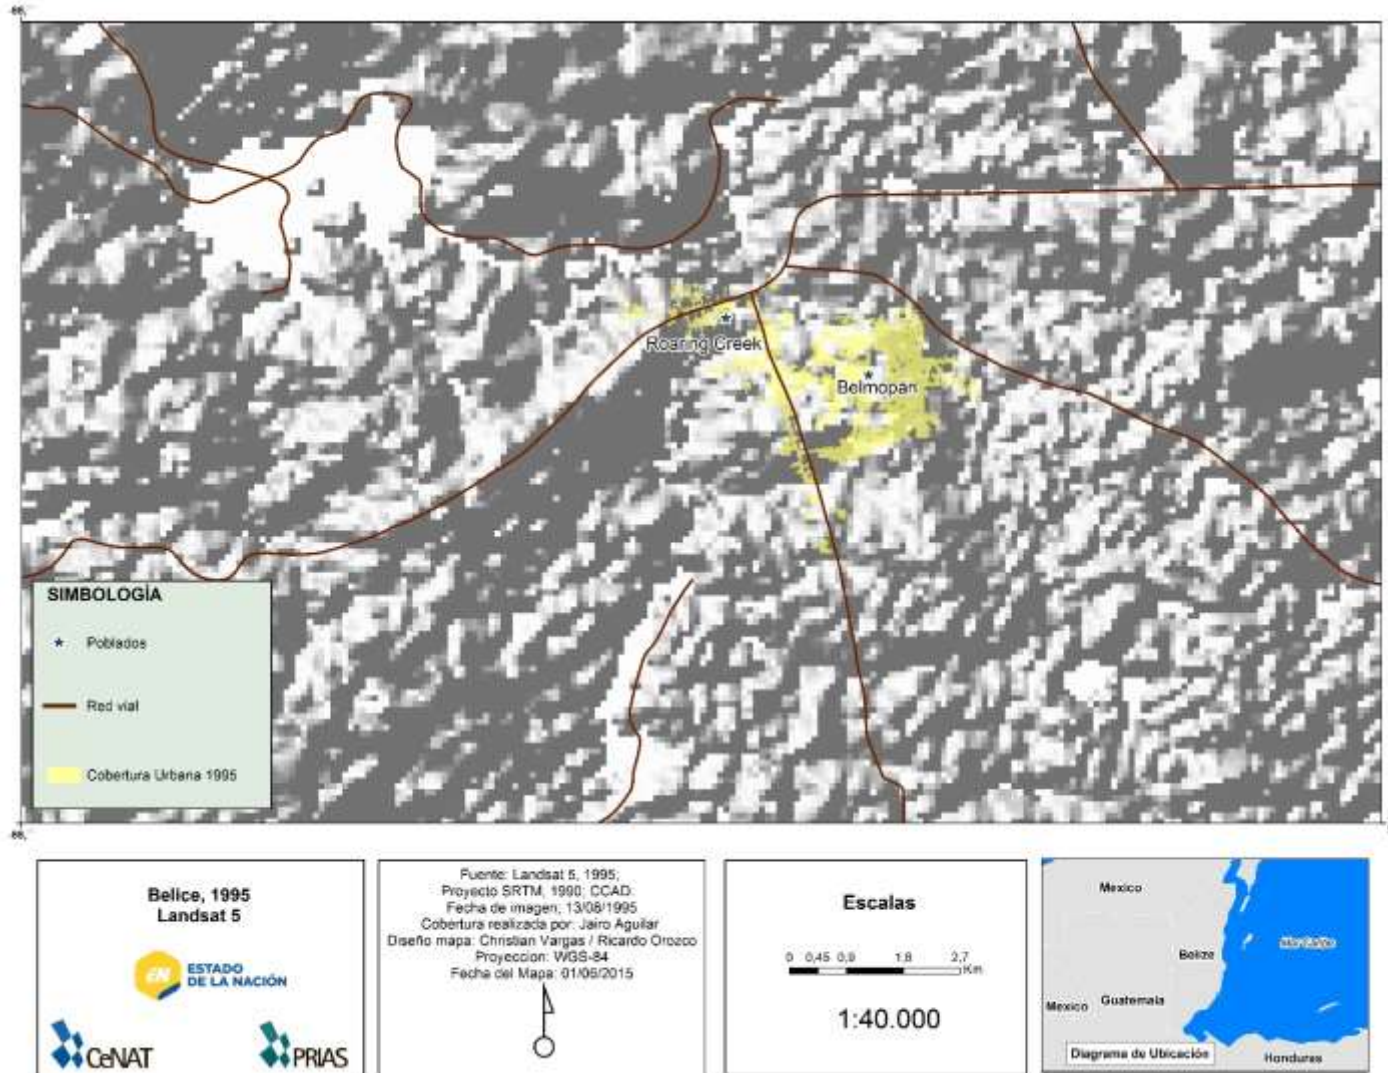 Roaring Creek
Belmopan
SIMBOLOGÍA
Poblados
Red vial
Cobertura Urbana 1995
Belice, 1995
Landsat 5
EN
ESTADO
DE LA NACIÓN
CeNAT
PRIAS
Fuente: Landsat 5, 1995;
Proyecto SRTM, 1990; CCAD.
Fecha de imagen; 13/08/1995
Cobertura realizada por: Jairo Aguilar
Diseño mapa: Christian Vargas / Ricardo Orozco
Proyeccion: WGS-84
Fecha del Mapa: 01/06/2015
Escalas
0 0,45 0,9 1,8 2,7
Km
1:40.000
Mexico
Mar Caribe
Belize
Mexico Guatemala
Diagrama de Ubicación
Honduras